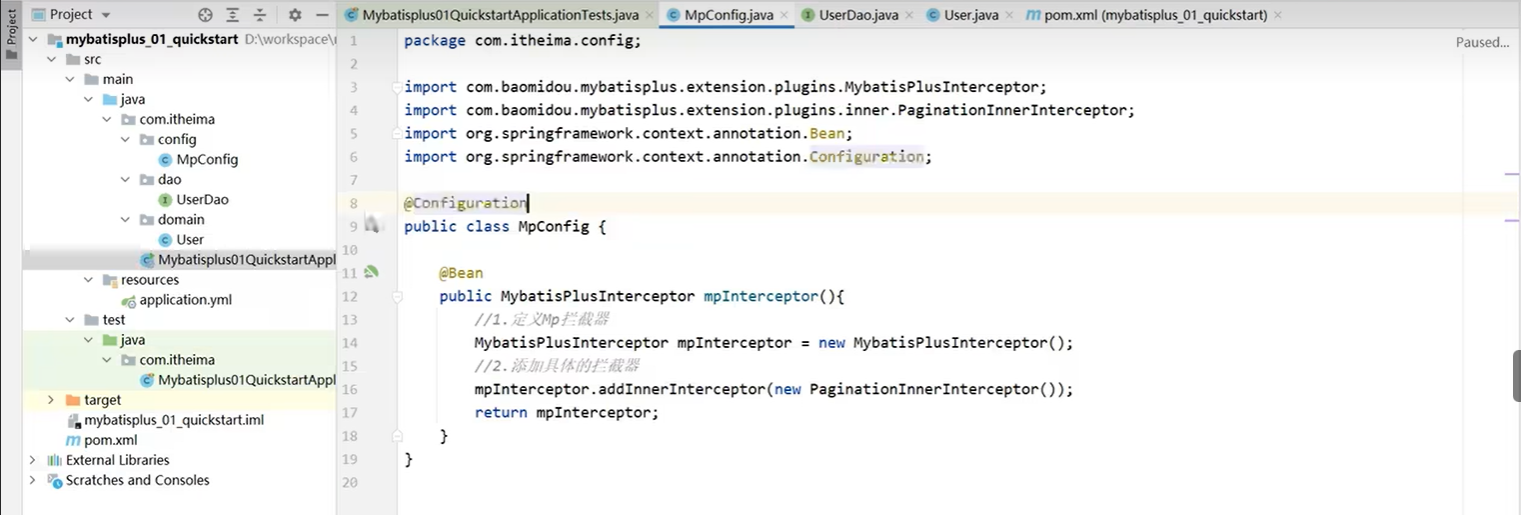 Project
Project
mybatisplus_01_quickstart D:\workspace\
src
main
java
com.itheima
config
MpConfig
dao
UserDao
domain
User
Mybatisplus01QuickstartAppl
resources
application.yml
test
java
com.itheima
Mybatisplus01QuickstartAppl
target
mybatisplus_01_quickstart.iml
pom.xml
External Libraries
Scratches and Consoles
Mybatisplus01QuickstartApplicationTests.java
MpConfig.java
UserDao.java
User.java
pom.xml (mybatisplus_01_quickstart)
Paused...
1 package com.itheima.config;
2
3 import com.baomidou.mybatisplus.extension.plugins.MybatisPlusInterceptor;
4 import com.baomidou.mybatisplus.extension.plugins.inner.PaginationInnerInterceptor;
5 import org.springframework.context.annotation.Bean;
6 import org.springframework.context.annotation.Configuration;
7
8 @Configuration
9 public class MpConfig {
10
11 @Bean
12 public MybatisPlusInterceptor mpInterceptor(){
13 //1.定义Mp拦截器
14 MybatisPlusInterceptor mpInterceptor = new MybatisPlusInterceptor();
15 //2.添加具体的拦截器
16 mpInterceptor.addInnerInterceptor(new PaginationInnerInterceptor());
17 return mpInterceptor;
18 }
19 }
20